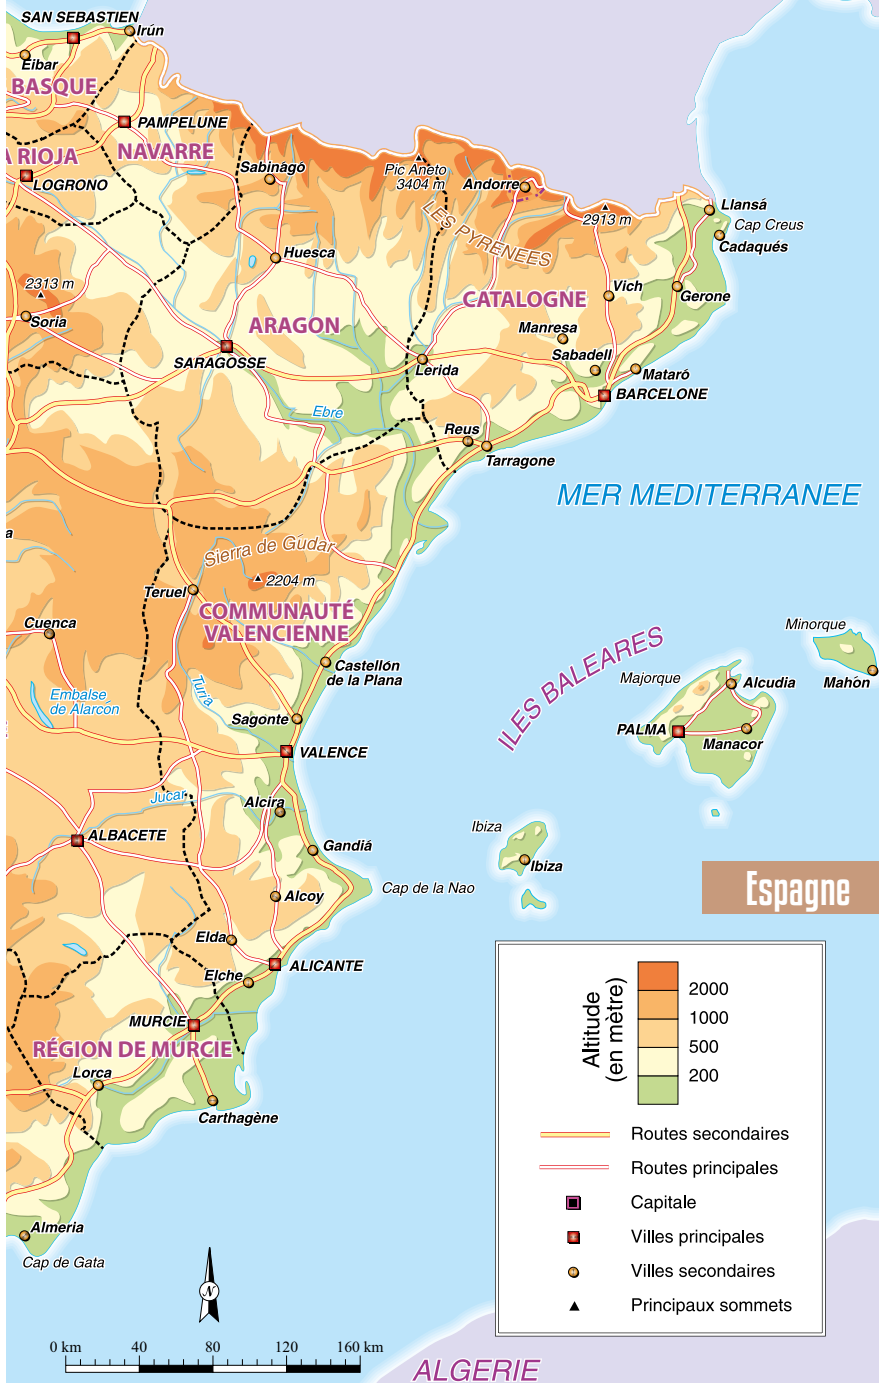 SAN SEBASTIEN
Irún
Eibar
BASQUE
PAMPELUNE
A RIOJA
NAVARRE
LOGRONO
Sabinágó
Pic Aneto
3404 m
Andorre
LES PYRENEES
2913 m
Llansá
Cap Creus
Cadaqués
Huesca
2313 m
Soria
ARAGON
CATALOGNE
Vich
Gerone
Manresa
Sabadell
SARAGOSSE
Lerida
Mataró
BARCELONE
Ebre
Reus
Tarragone
MER MEDITERRANEE
a
Sierra de Gúdar
2204 m
Teruel
COMMUNAUTÉ
VALENCIENNE
Cuenca
Castellón
de la Plana
Embalse
de Alarcón
Turra
Sagonte
VALENCE
ILES BALEARES
Minorque
Majorque
Alcudia
Mahón
PALMA
Manacor
Jucar
Alcira
ALBACETE
Gandiá
Ibiza
Ibiza
Cap de la Nao
Alcoy
Espagne
Elda
ALICANTE
Elche
MURCIE
RÉGION DE MURCIE
Lorca
Carthagène
Almeria
Cap de Gata
Altitude
(en mètre)
2000
1000
500
200
Routes secondaires
Routes principales
Capitale
Villes principales
Villes secondaires
Principaux sommets
N
0 km
40
80
120
160 km
ALGERIE